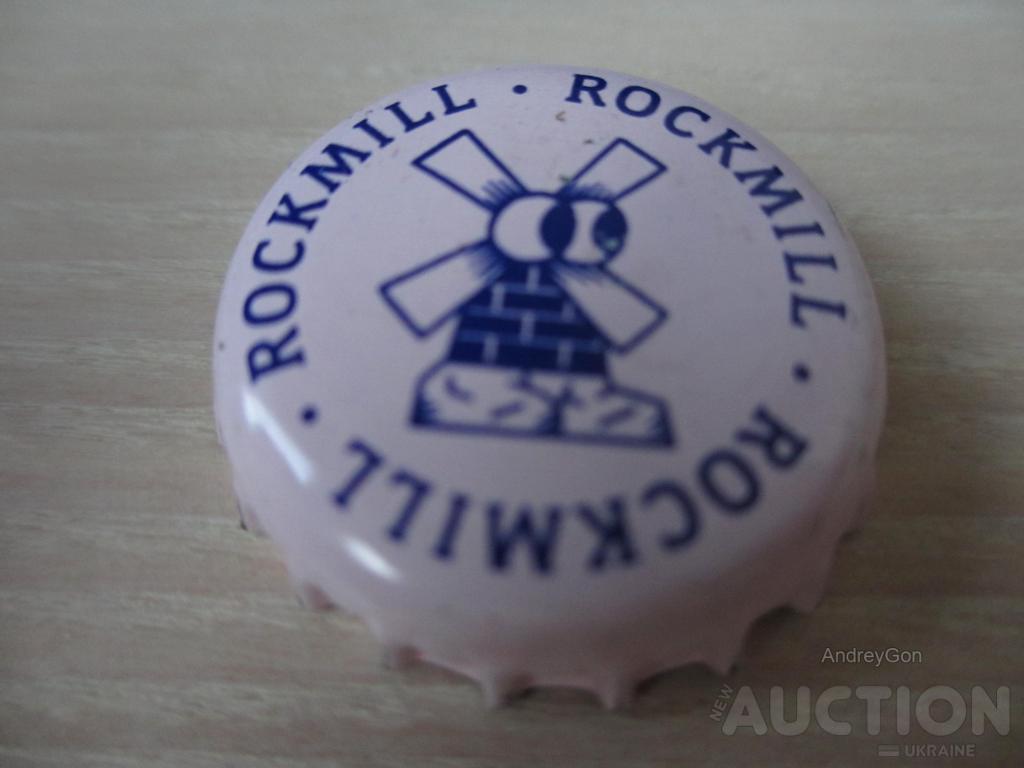 ROCKMILL · ROCKMILL · ROCKMILL ·
AndreyGon
NEW AUCTION
UKRAINE